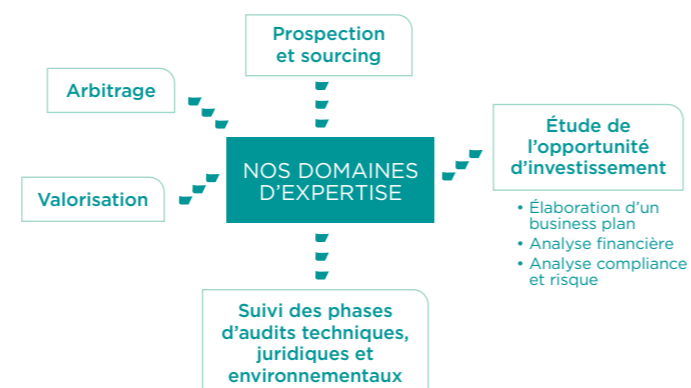 Prospection
et sourcing
Arbitrage
Étude de
l'opportunité
d'investissement
NOS DOMAINES
D'EXPERTISE
Valorisation
• Élaboration d'un
business plan
• Analyse financière
• Analyse compliance
et risque
Suivi des phases
d'audits techniques,
juridiques et
environnementaux